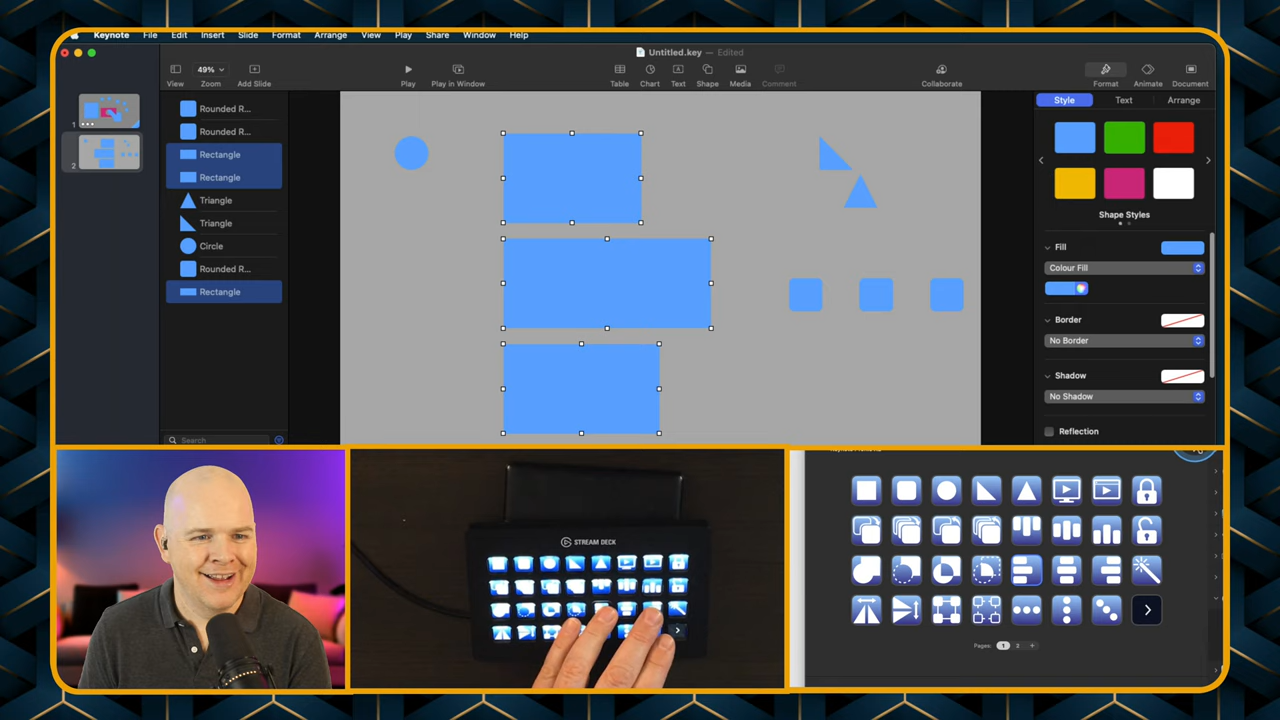 Keynote File Edit Insert Slide Format Arrange View Play Share Window Help
Untitled.key — Edited
49%
View Zoom Add Slide Play Play in Window Table Chart Text Shape Media Comment Collaborate Format Animate Document
Style Text Arrange
1
2
Rounded R...
Rounded R...
Rectangle
Rectangle
Triangle
Triangle
Circle
Rounded R...
Rectangle
Search
Shape Styles
Fill
Colour Fill
Border
No Border
Shadow
No Shadow
Reflection
STREAM DECK
Pages: 1 2 +